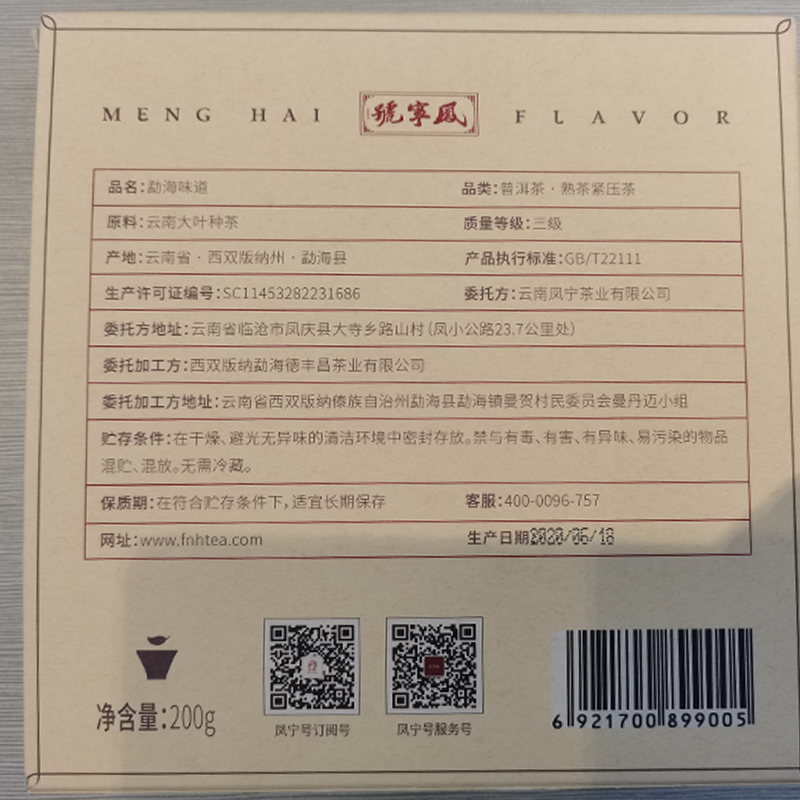 MENG HAI 號寧鳳 FLAVOR
品名:勐海味道 品类:普洱茶·熟茶紧压茶
原料:云南大叶种茶 质量等级:三级
产地:云南省·西双版纳州·勐海县 产品执行标准:GB/T22111
生产许可证编号:SC11453282231686 委托方:云南凤宁茶业有限公司
委托方地址:云南省临沧市凤庆县大寺乡路山村(凤小公路23.7公里处)
委托加工方:西双版纳勐海德丰昌茶业有限公司
委托加工方地址:云南省西双版纳傣族自治州勐海县勐海镇曼贺村民委员会曼丹迈小组
贮存条件:在干燥、避光无异味的清洁环境中密封存放。禁与有毒、有害、有异味、易污染的物品
混贮、混放。无需冷藏。
保质期:在符合贮存条件下,适宜长期保存 客服:400-0096-757
网址:www.fnhtea.com 生产日期2020/06/18
净含量:200g
凤宁号订阅号 凤宁号服务号
6 921700 899005